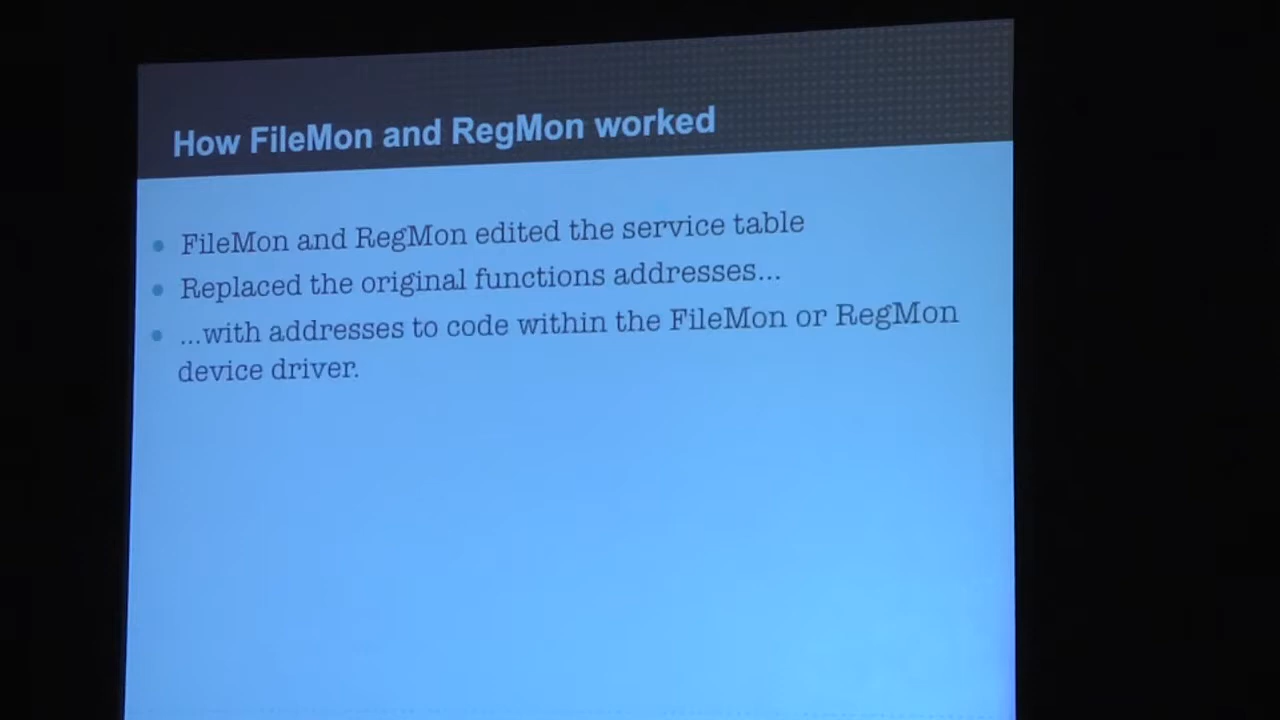 How FileMon and RegMon worked
FileMon and RegMon edited the service table
Replaced the original functions addresses...
...with addresses to code within the FileMon or RegMon
device driver.